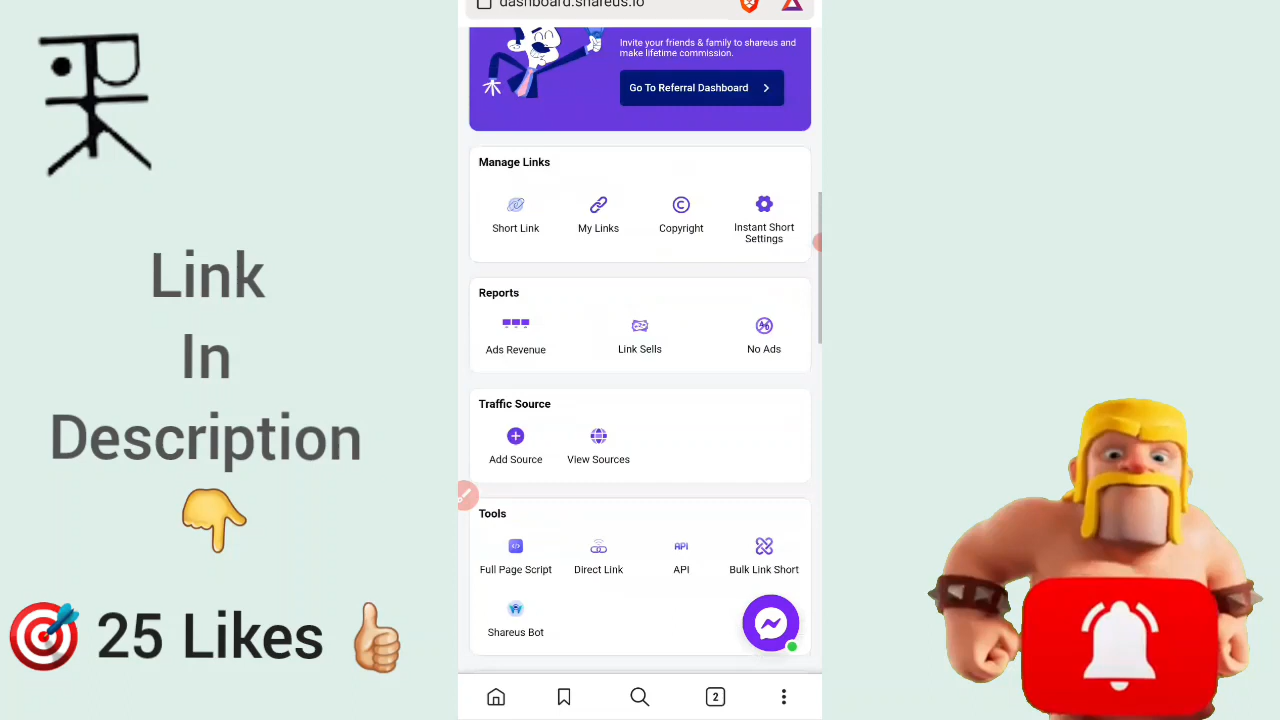 dashboard.shareus.io
Invite your friends & family to shareus and
make lifetime commission.
Go To Referral Dashboard
Manage Links
Short Link
My Links
Copyright
Instant Short
Settings
Reports
Ads Revenue
Link Sells
No Ads
Traffic Source
Add Source
View Sources
Tools
Full Page Script
Direct Link
API
API
Bulk Link Short
Shareus Bot
2
Link
In
Description
25 Likes